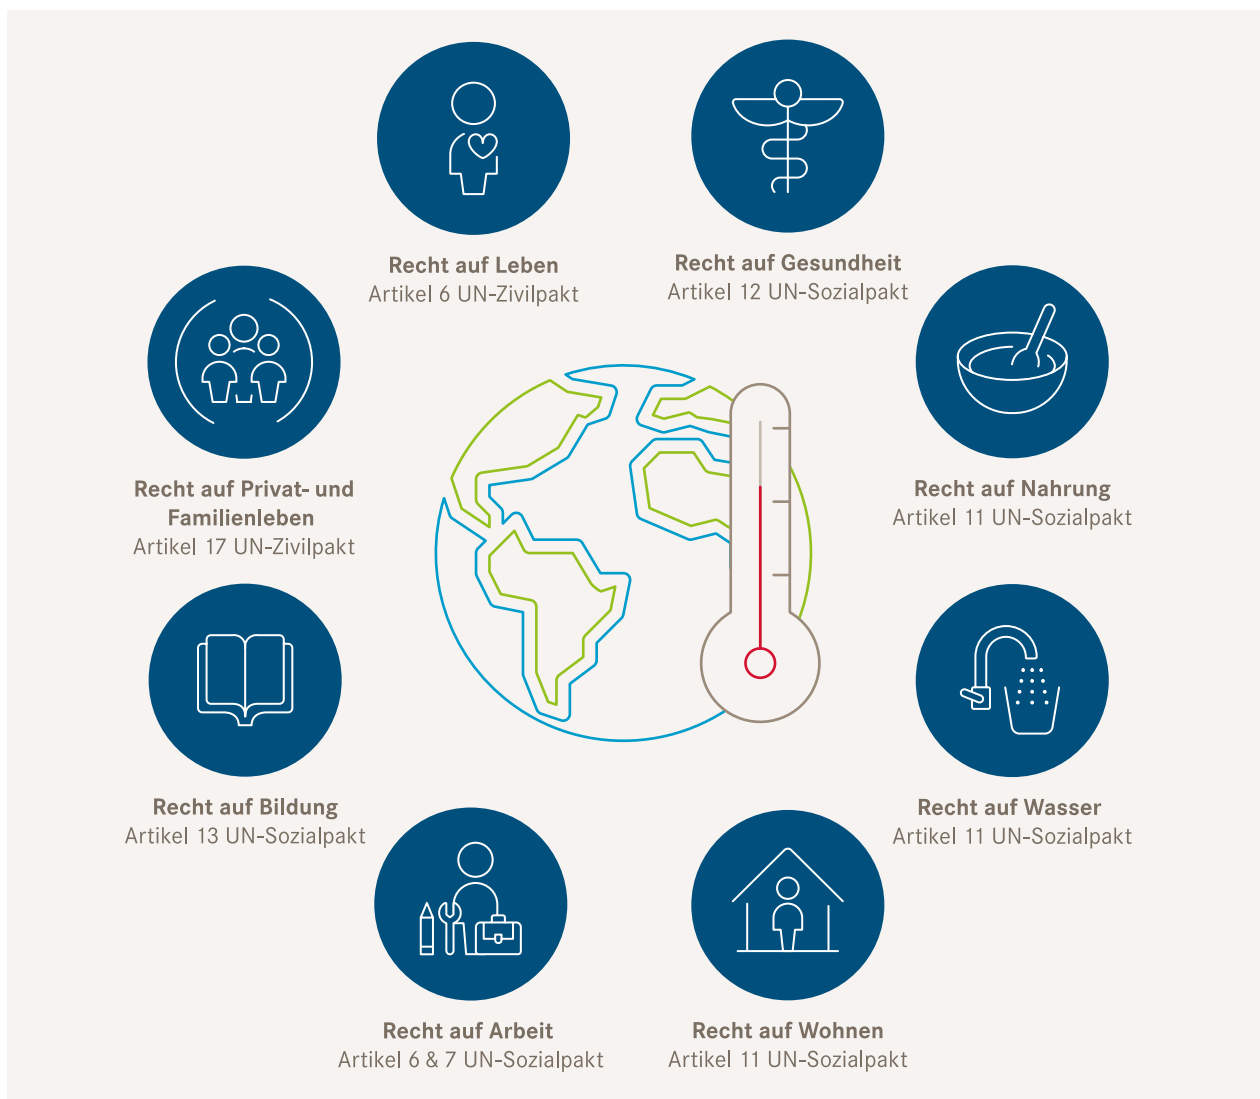 Recht auf Leben
Artikel 6 UN-Zivilpakt
Recht auf Gesundheit
Artikel 12 UN-Sozialpakt
Recht auf Privat- und
Familienleben
Artikel 17 UN-Zivilpakt
Recht auf Nahrung
Artikel 11 UN-Sozialpakt
Recht auf Bildung
Artikel 13 UN-Sozialpakt
Recht auf Wasser
Artikel 11 UN-Sozialpakt
Recht auf Arbeit
Artikel 6 & 7 UN-Sozialpakt
Recht auf Wohnen
Artikel 11 UN-Sozialpakt